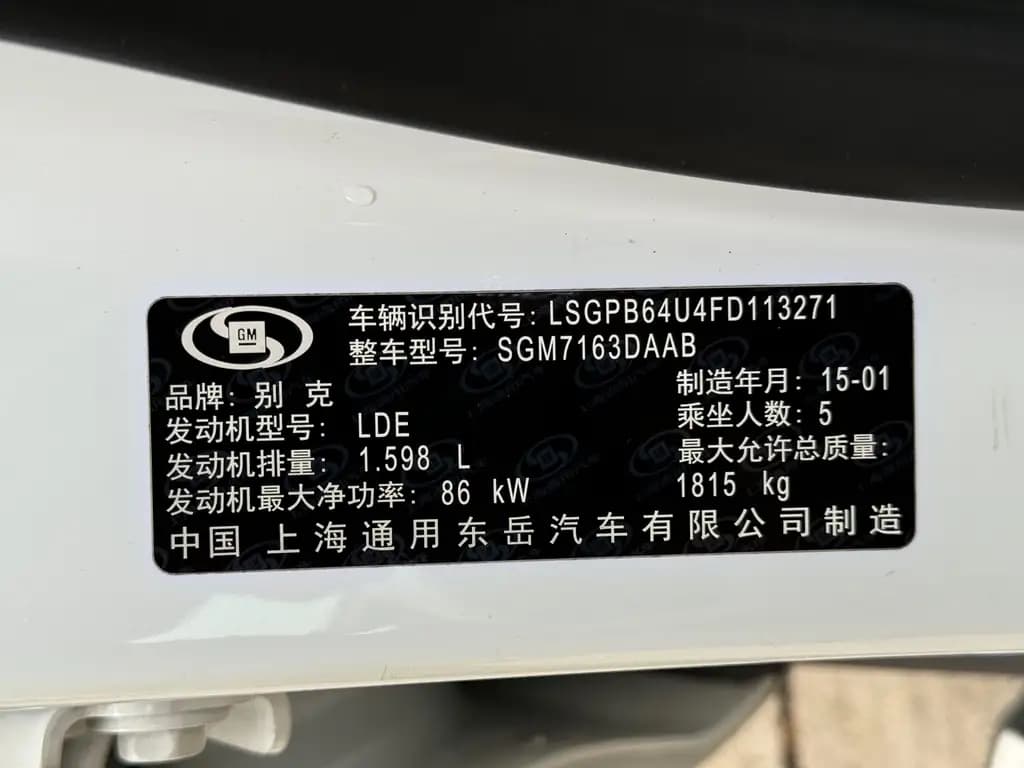 GM
车辆识别代号: LSGPB64U4FD113271
整车型号: SGM7163DAAB
品牌: 别 克
制造年月: 15-01
发动机型号: LDE
乘坐人数: 5
发动机排量: 1.598 L
最大允许总质量:
1815 kg
发动机最大净功率: 86 kW
中国 上海通用东岳汽车有限公司制造